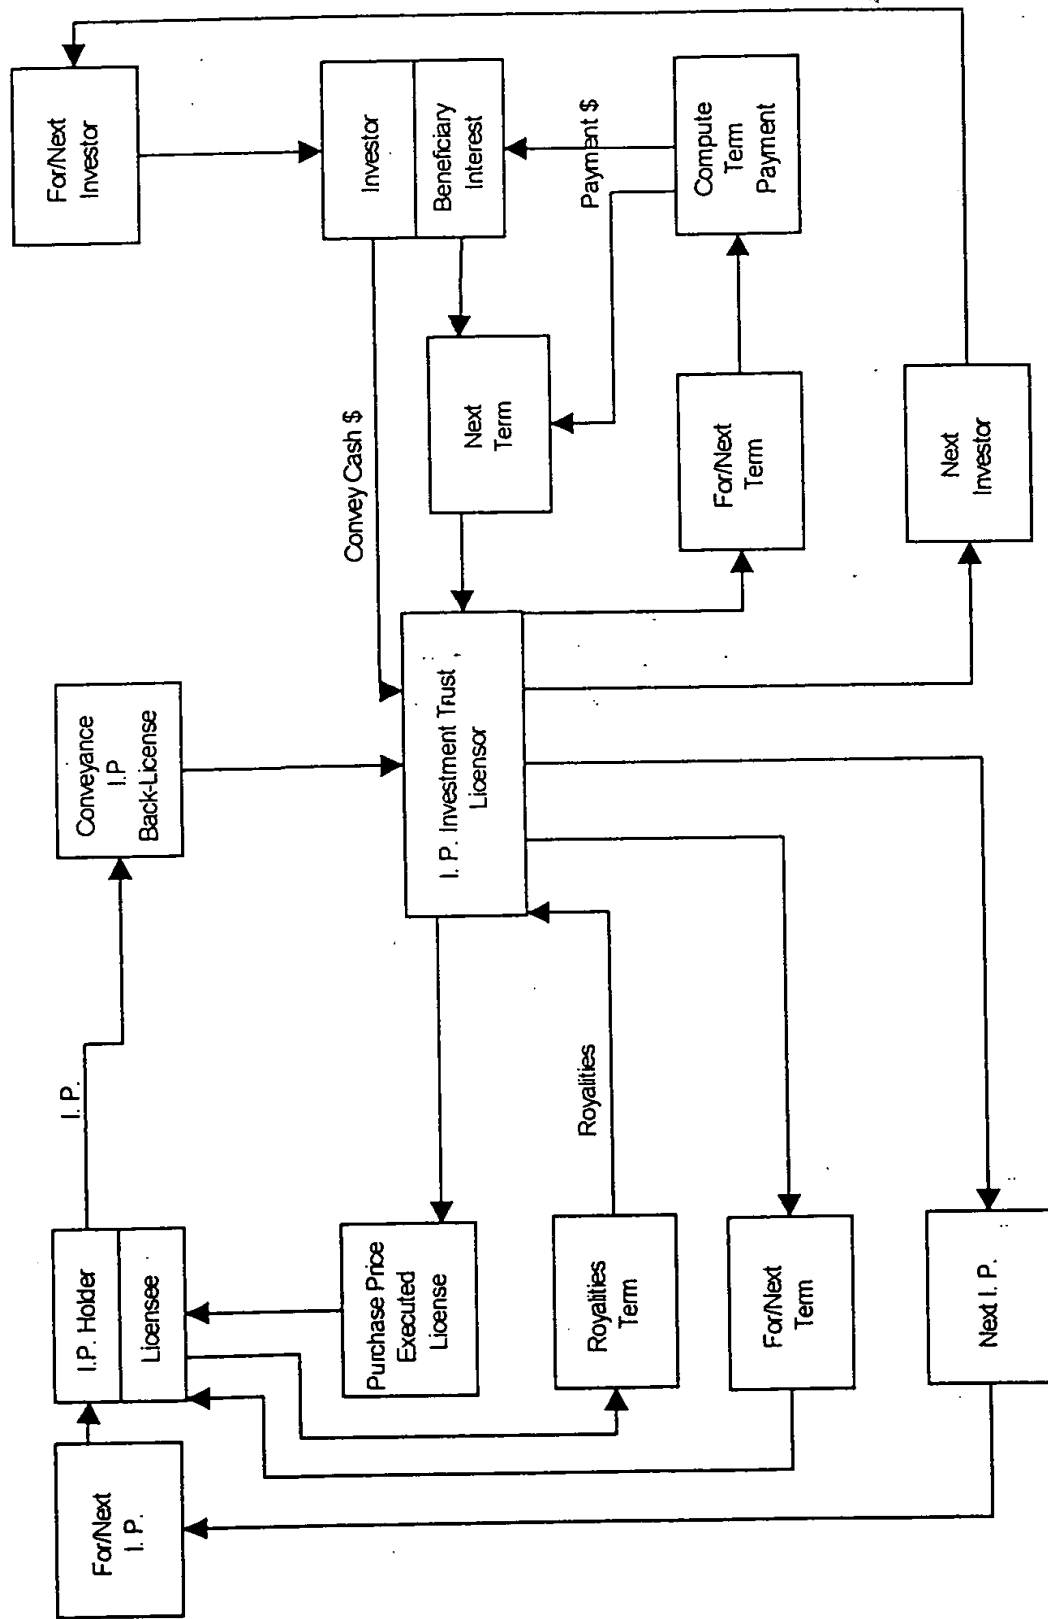 For/Next
I. P.
I.P. Holder
Licensee
I. P.
Conveyance
I.P
Back-License
For/Next
Investor
Purchase Price
Executed
License
I. P. Investment Trust ,
Licensor
Convey Cash $
Investor
Beneficiary
Interest
Next
Term
Royalities
Term
Royalities
Payment $
For/Next
Term
For/Next
Term
Compute
Term
Payment
Next I. P.
Next
Investor